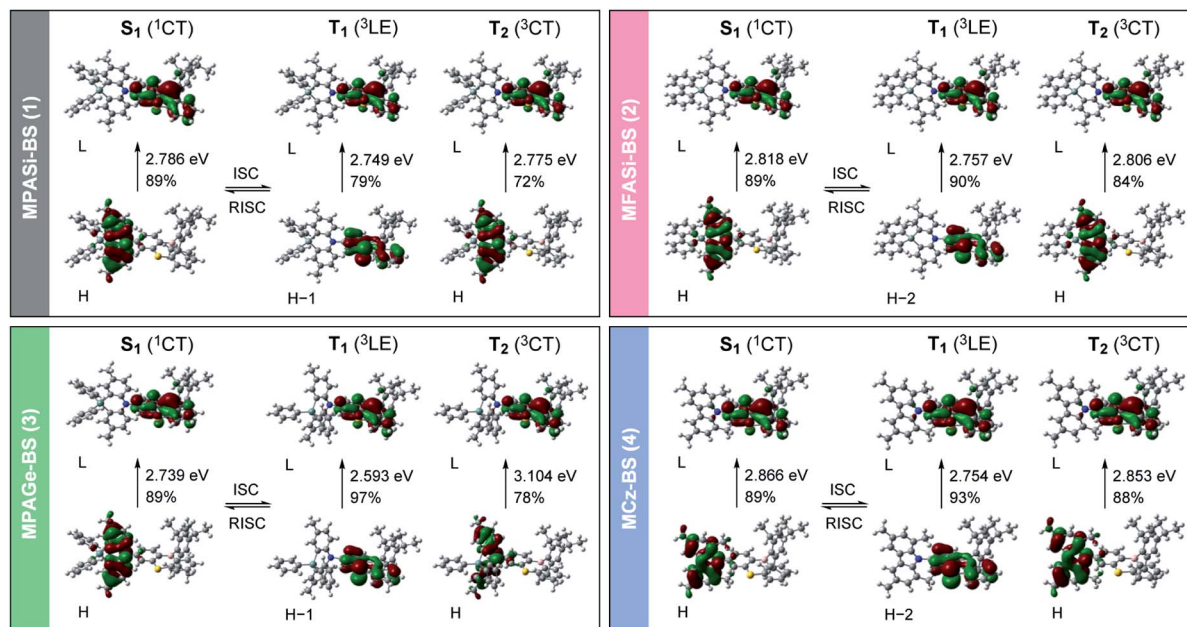 MPASi-BS (1)
S1 (1CT)
T1 (3LE)
T2 (3CT)
L
L
L
2.786 eV
89%
ISC
RISC
2.749 eV
79%
2.775 eV
72%
H
H−1
H
MFASi-BS (2)
S1 (1CT)
T1 (3LE)
T2 (3CT)
L
L
L
2.818 eV
89%
ISC
RISC
2.757 eV
90%
2.806 eV
84%
H
H−2
H
MPAGe-BS (3)
S1 (1CT)
T1 (3LE)
T2 (3CT)
L
L
L
2.739 eV
89%
ISC
RISC
2.593 eV
97%
3.104 eV
78%
H
H−1
H
MCz-BS (4)
S1 (1CT)
T1 (3LE)
T2 (3CT)
L
L
L
2.866 eV
89%
ISC
RISC
2.754 eV
93%
2.853 eV
88%
H
H−2
H